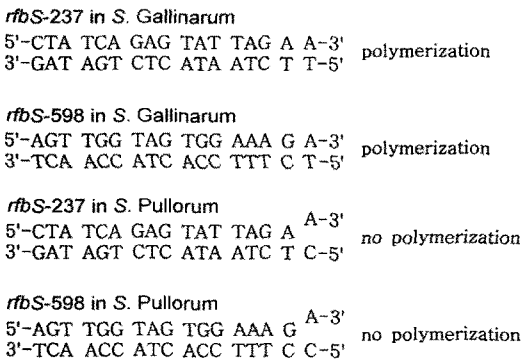 rfbS-237 in S. Gallinarum
5'-CTA TCA GAG TAT TAG A A-3'
3'-GAT AGT CTC ATA ATC T T-5'
polymerization
rfbS-598 in S. Gallinarum
5'-AGT TGG TAG TGG AAA G A-3'
3'-TCA ACC ATC ACC TTT C T-5'
polymerization
rfbS-237 in S. Pullorum
5'-CTA TCA GAG TAT TAG A A-3'
3'-GAT AGT CTC ATA ATC T C-5'
no polymerization
rfbS-598 in S. Pullorum
5'-AGT TGG TAG TGG AAA G A-3'
3'-TCA ACC ATC ACC TTT C C-5'
no polymerization